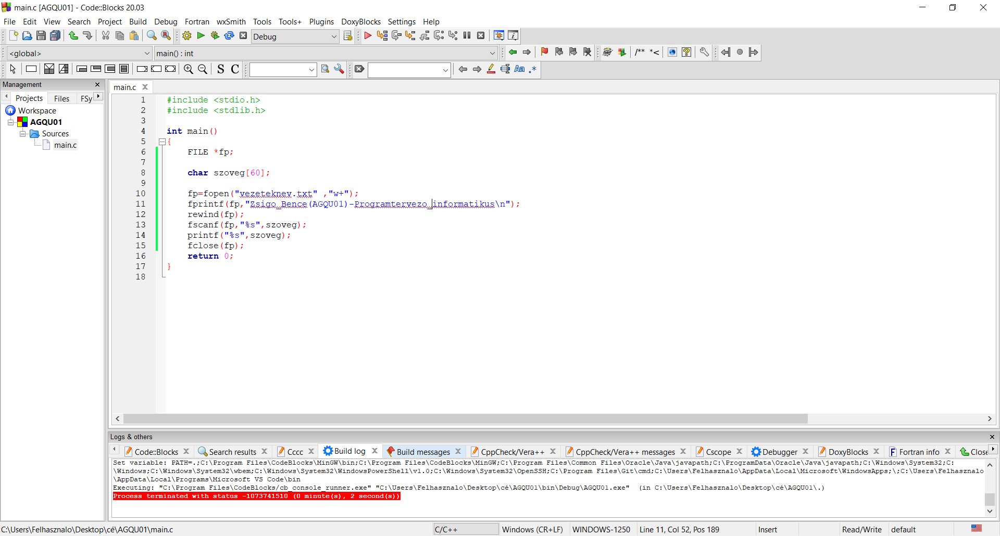 main.c [AGQU01] - Code::Blocks 20.03
File Edit View Search Project Build Debug Fortran wxSmith Tools Tools+ Plugins DoxyBlocks Settings Help
Debug
<global> main() : int /** *<
S C Aa .*
Management
Projects Files FSy
Workspace
AGQU01
Sources
main.c
main.c
1 #include <stdio.h>
2 #include <stdlib.h>
3
4 int main()
5 {
6 FILE *fp;
7
8 char szoveg[60];
9
10 fp=fopen("vezeteknev.txt" ,"w+");
11 fprintf(fp,"Zsigo_Bence(AGQU01)-Programtervezo_informatikus\n");
12 rewind(fp);
13 fscanf(fp,"%s",szoveg);
14 printf("%s",szoveg);
15 fclose(fp);
16 return 0;
17 }
18
Logs & others
Code::Blocks Search results Cccc Build log Build messages CppCheck/Vera++ CppCheck/Vera++ messages Cscope Debugger DoxyBlocks Fortran info Close
Set variable: PATH=.;C:\Program Files\CodeBlocks\MinGW\bin;C:\Program Files\CodeBlocks\MinGW;C:\Program Files\Common Files\Oracle\Java\javapath;C:\ProgramData\Oracle\Java\javapath;C:\Windows\System32;C:
\Windows;C:\Windows\System32\wbem;C:\Windows\System32\WindowsPowerShell\v1.0;C:\Windows\System32\OpenSSH;C:\Program Files\Git\cmd;C:\Users\Felhasznalo\AppData\Local\Microsoft\WindowsApps;\;C:\Users\Felhasznalo
\AppData\Local\Programs\Microsoft VS Code\bin
Executing: "C:\Program Files\CodeBlocks/cb_console_runner.exe" "C:\Users\Felhasznalo\Desktop\cé\AGQU01\bin\Debug\AGQU01.exe" (in C:\Users\Felhasznalo\Desktop\cé\AGQU01\.)
Process terminated with status -1073741510 (0 minute(s), 2 second(s))
C:\Users\Felhasznalo\Desktop\cé\AGQU01\main.c C/C++ Windows (CR+LF) WINDOWS-1250 Line 11, Col 52, Pos 189 Insert Read/Write default